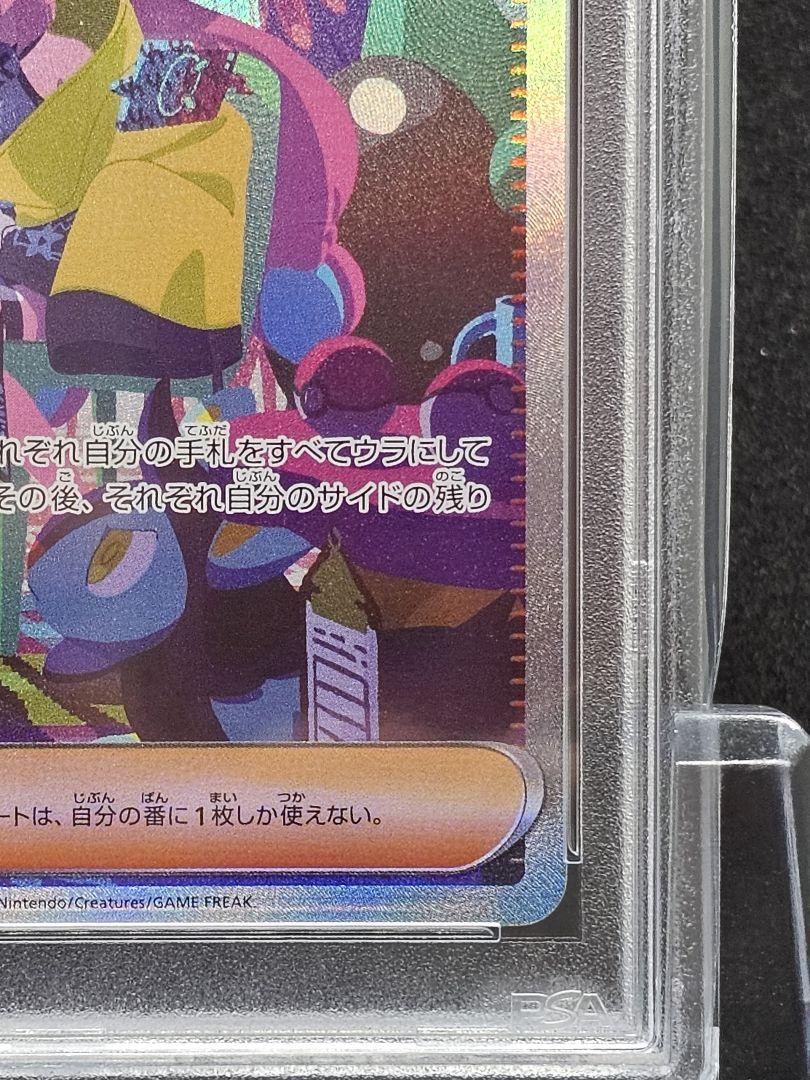 れぞれ自分の手札をすべてウラにして
その後、それぞれ自分のサイドの残り
ートは、自分の番に1枚しか使えない。
Nintendo/Creatures/GAME FREAK.
PSA